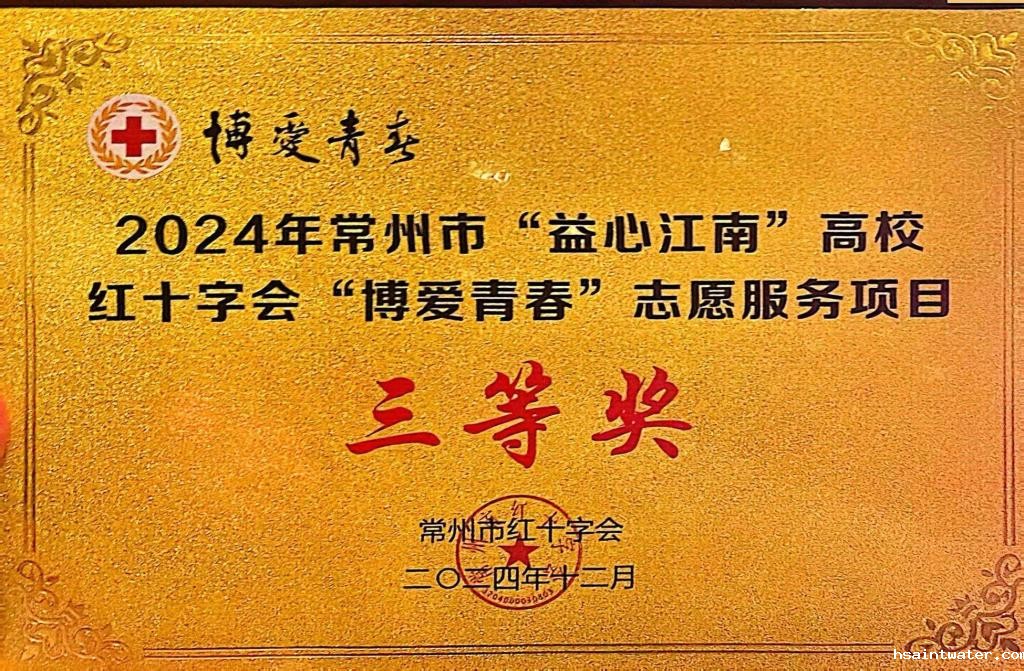 博爱青春
2024年常州市“益心江南”高校
红十字会“博爱青春”志愿服务项目
三等奖
常州市红十字会
二〇二四年十二月
hsaintwater.com